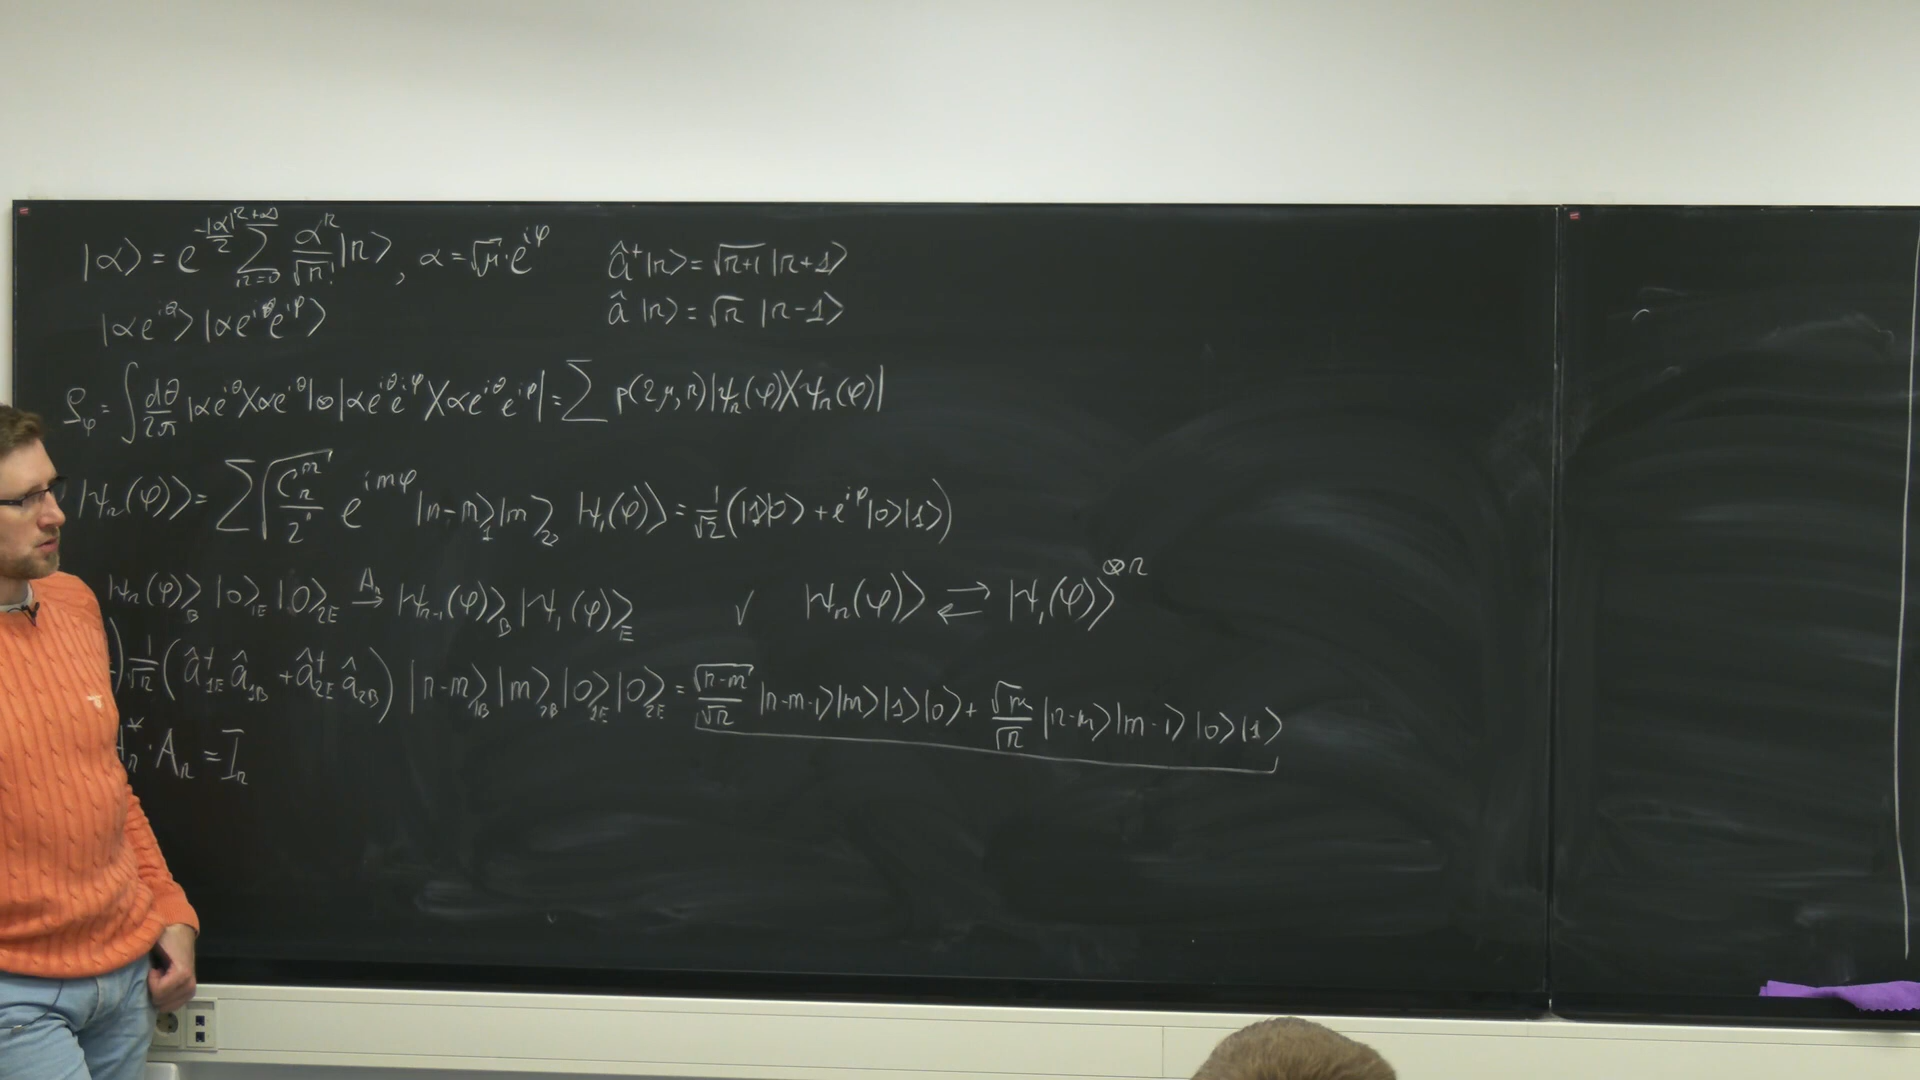 |α⟩ = e^{-|α|²/2} Σ_{n=0}^{+∞} α^n/√n! |n⟩, α = √μ · e^{iφ}   â⁺|n⟩ = √(n+1) |n+1⟩
|αe^{iθ}⟩ |αe^{iθ}e^{iφ}⟩   â |n⟩ = √n |n-1⟩
ρ_φ = ∫ dθ/2π |αe^{iθ}⟩⟨αe^{iθ}| ⊗ |αe^{iθ}e^{iφ}⟩⟨αe^{iθ}e^{iφ}| = Σ p(2μ,n) |ψ_n(φ)⟩⟨ψ_n(φ)|
|ψ_n(φ)⟩ = Σ √(C_n^m/2^n) e^{imφ} |n-m⟩_1 |m⟩_2   |ψ_1(φ)⟩ = 1/√2 (|1⟩|0⟩ + e^{iφ}|0⟩|1⟩)
|ψ_n(φ)⟩_B |0⟩_{1E} |0⟩_{2E} →^{A_n} |ψ_{n-1}(φ)⟩_B |ψ_1(φ)⟩_E   √   |ψ_n(φ)⟩ ⇄ |ψ_1(φ)⟩^{⊗n}
) 1/√n (â⁺_{1E} â_{1B} + â⁺_{2E} â_{2B}) |n-m⟩_{1B} |m⟩_{2B} |0⟩_{1E} |0⟩_{2E} = √(n-m)/√n |n-m-1⟩|m⟩|1⟩|0⟩ + √m/√n |n-m⟩|m-1⟩|0⟩|1⟩
A_n^* · A_n = I_n